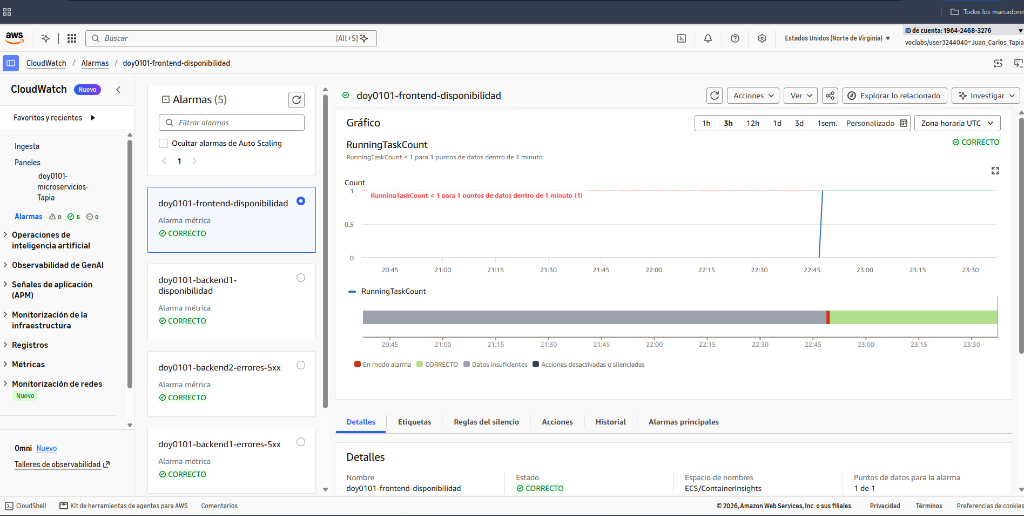 Todos los marcadores
aws
Buscar
[Alt+S]
Estados Unidos (Norte de Virginia)
ID de cuenta: 1964-2468-3276
voclabs/user3244040=Juan_Carlos_Tapia
CloudWatch / Alarmas / doy0101-frontend-disponibilidad
CloudWatch Nuevo
Favoritos y recientes
Ingesta
Paneles
doy0101-
microservicios-
Tapia
Alarmas 0 5 0
Operaciones de
inteligencia artificial
Observabilidad de GenAI
Señales de aplicación
(APM)
Monitorización de la
infraestructura
Registros
Métricas
Monitorización de redes
Nuevo
Omni Nuevo
Talleres de observabilidad
Alarmas (5)
Filtrar alarmas
Ocultar alarmas de Auto Scaling
1
doy0101-frontend-disponibilidad
Alarma métrica
CORRECTO
doy0101-backend1-
disponibilidad
Alarma métrica
CORRECTO
doy0101-backend2-errores-5xx
Alarma métrica
CORRECTO
doy0101-backend1-errores-5xx
Alarma métrica
CORRECTO
doy0101-frontend-disponibilidad
Acciones
Ver
Explorar lo relacionado
Investigar
Gráfico
1h 3h 12h 1d 3d 1sem. Personalizado
Zona horaria UTC
RunningTaskCount
CORRECTO
RunningTaskCount < 1 para 1 puntos de datos dentro de 1 minuto
Count
1
RunningTaskCount < 1 para 1 puntos de datos dentro de 1 minuto (1)
0.5
0
20:45 21:00 21:15 21:30 21:45 22:00 22:15 22:30 22:45 23:00 23:15 23:30
RunningTaskCount
20:45 21:00 21:15 21:30 21:45 22:00 22:15 22:30 22:45 23:00 23:15 23:30
En modo alarma CORRECTO Datos insuficientes Acciones desactivadas o silenciadas
Detalles Etiquetas Reglas del silencio Acciones Historial Alarmas principales
Detalles
Nombre
doy0101-frontend-disponibilidad
Estado
CORRECTO
Espacio de nombres
ECS/ContainerInsights
Puntos de datos para la alarma
1 de 1
CloudShell
Kit de herramientas de agentes para AWS
Comentarios
© 2026, Amazon Web Services, Inc. o sus filiales
Privacidad
Términos
Preferencias de cookies